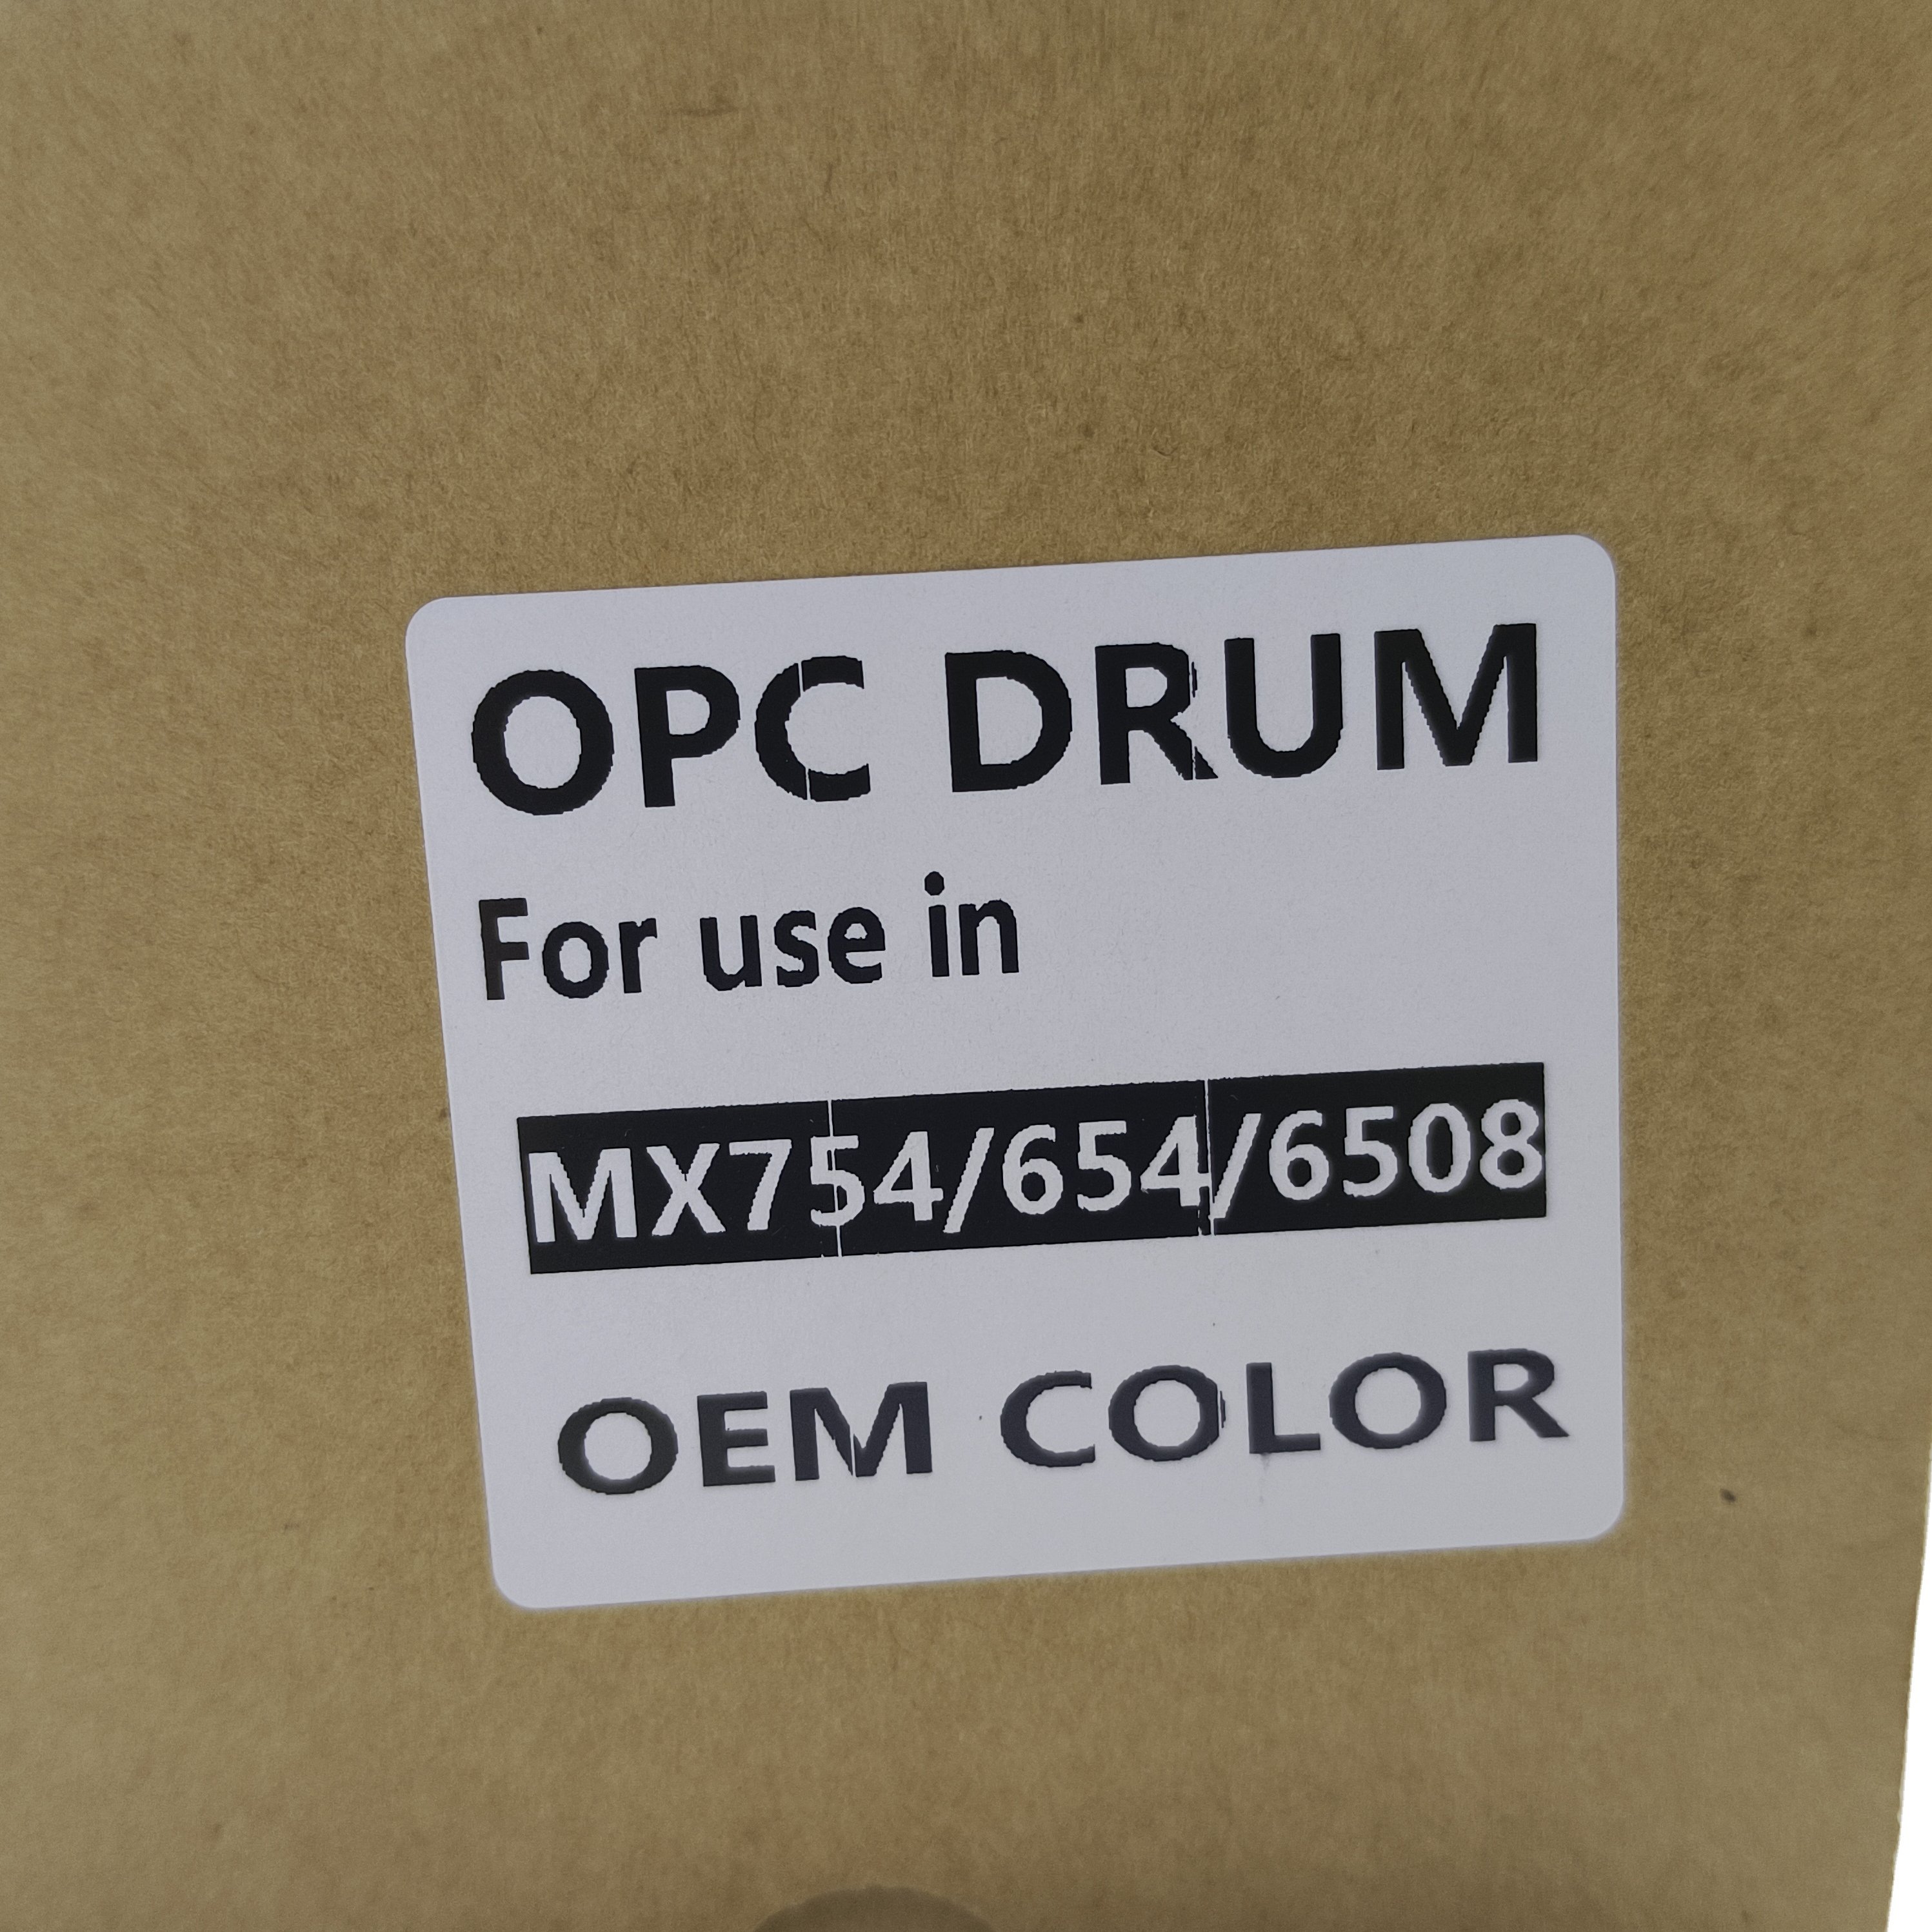 OPC DRUM
For use in
MX754/654/6508
OEM COLOR